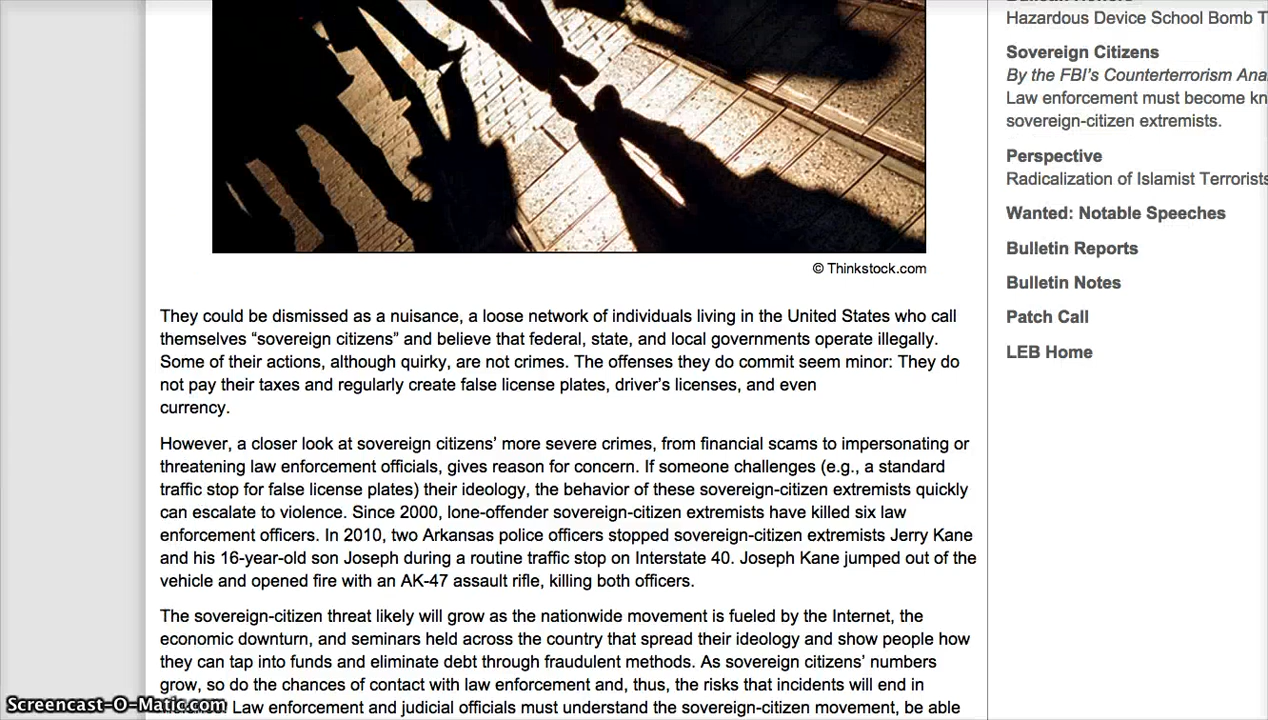 © Thinkstock.com
They could be dismissed as a nuisance, a loose network of individuals living in the United States who call
themselves “sovereign citizens” and believe that federal, state, and local governments operate illegally.
Some of their actions, although quirky, are not crimes. The offenses they do commit seem minor: They do
not pay their taxes and regularly create false license plates, driver’s licenses, and even
currency.
However, a closer look at sovereign citizens’ more severe crimes, from financial scams to impersonating or
threatening law enforcement officials, gives reason for concern. If someone challenges (e.g., a standard
traffic stop for false license plates) their ideology, the behavior of these sovereign-citizen extremists quickly
can escalate to violence. Since 2000, lone-offender sovereign-citizen extremists have killed six law
enforcement officers. In 2010, two Arkansas police officers stopped sovereign-citizen extremists Jerry Kane
and his 16-year-old son Joseph during a routine traffic stop on Interstate 40. Joseph Kane jumped out of the
vehicle and opened fire with an AK-47 assault rifle, killing both officers.
The sovereign-citizen threat likely will grow as the nationwide movement is fueled by the Internet, the
economic downturn, and seminars held across the country that spread their ideology and show people how
they can tap into funds and eliminate debt through fraudulent methods. As sovereign citizens’ numbers
grow, so do the chances of contact with law enforcement and, thus, the risks that incidents will end in
Law enforcement and judicial officials must understand the sovereign-citizen movement, be able
Hazardous Device School Bomb T
Sovereign Citizens
By the FBI’s Counterterrorism Ana
Law enforcement must become kn
sovereign-citizen extremists.
Perspective
Radicalization of Islamist Terrorists
Wanted: Notable Speeches
Bulletin Reports
Bulletin Notes
Patch Call
LEB Home
Screencast-O-Matic.com